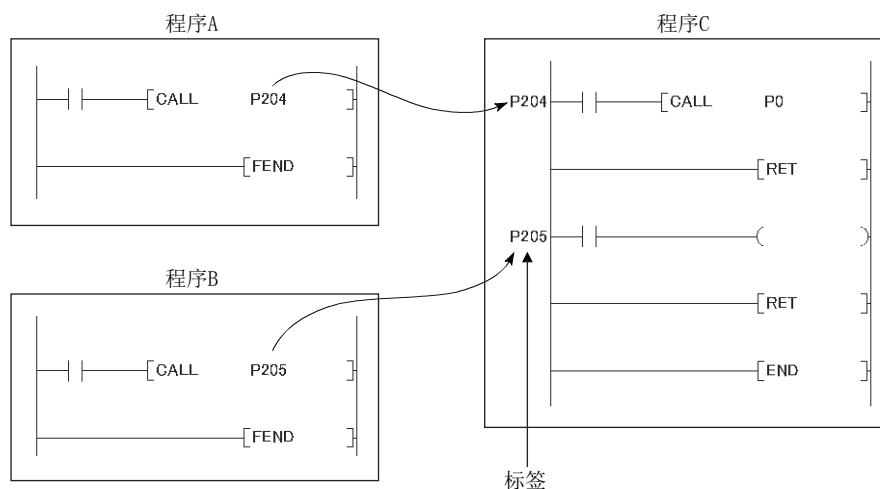 程序A
[CALL P204 ]
[FEND ]
程序B
[CALL P205 ]
[FEND ]
程序C
P204 [CALL P0 ]
[RET ]
P205 ( )
[RET ]
[END ]
标签